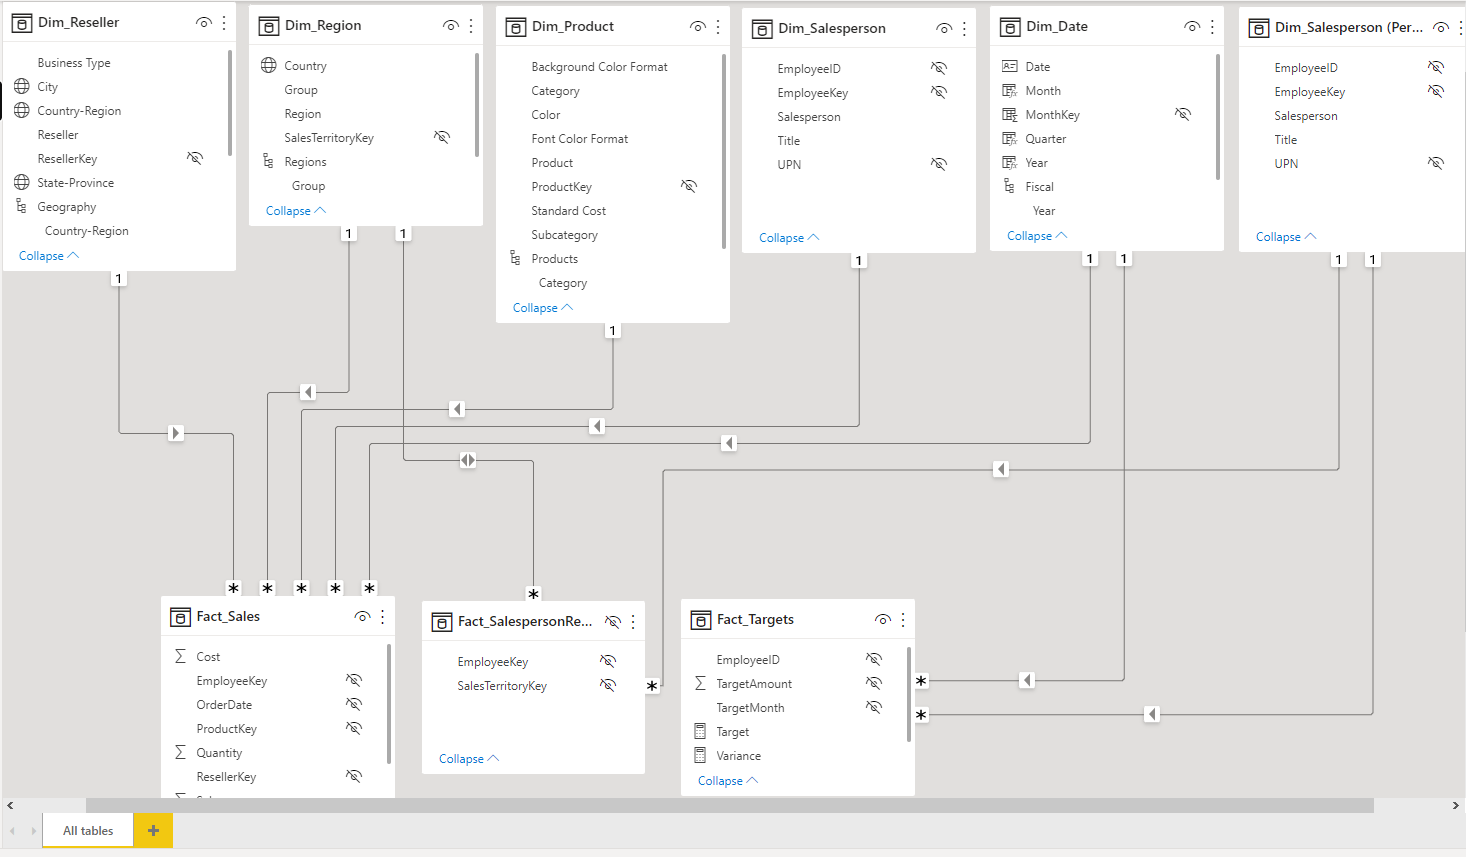 Dim_Reseller
Business Type
City
Country-Region
Reseller
ResellerKey
State-Province
Geography
Country-Region
Collapse
1
Dim_Region
Country
Group
Region
SalesTerritoryKey
Regions
Group
Collapse
1
1
Dim_Product
Background Color Format
Category
Color
Font Color Format
Product
ProductKey
Standard Cost
Subcategory
Products
Category
Collapse
1
Dim_Salesperson
EmployeeID
EmployeeKey
Salesperson
Title
UPN
Collapse
1
Dim_Date
Date
Month
MonthKey
Quarter
Year
Fiscal
Year
Collapse
1
1
Dim_Salesperson (Per...
EmployeeID
EmployeeKey
Salesperson
Title
UPN
Collapse
1
1
* * * * *
Fact_Sales
Cost
EmployeeKey
OrderDate
ProductKey
Quantity
ResellerKey
*
Fact_SalespersonRe...
EmployeeKey
SalesTerritoryKey
Collapse
*
Fact_Targets
EmployeeID
TargetAmount
TargetMonth
Target
Variance
Collapse
*
*
All tables
+